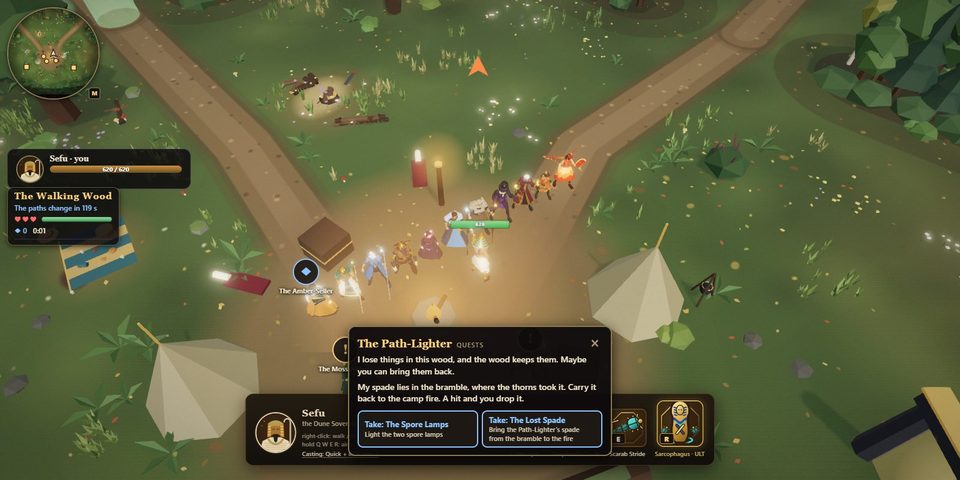 M
Sefu · you
620 / 620
The Walking Wood
The paths change in 119 s
0 0:01
628
The Amber Seller
The Moss
The Path-Lighter QUESTS
I lose things in this wood, and the wood keeps them. Maybe
you can bring them back.
My spade lies in the bramble, where the thorns took it. Carry it
back to the camp fire. A hit and you drop it.
Take: The Spore Lamps
Light the two spore lamps
Take: The Lost Spade
Bring the Path-Lighter's spade
from the bramble to the fire
Sefu
the Dune Sover
right-click: walk
hold Q W E R: ai
Casting: Quick +
E
Scarab Stride
R
Sarcophagus · ULT